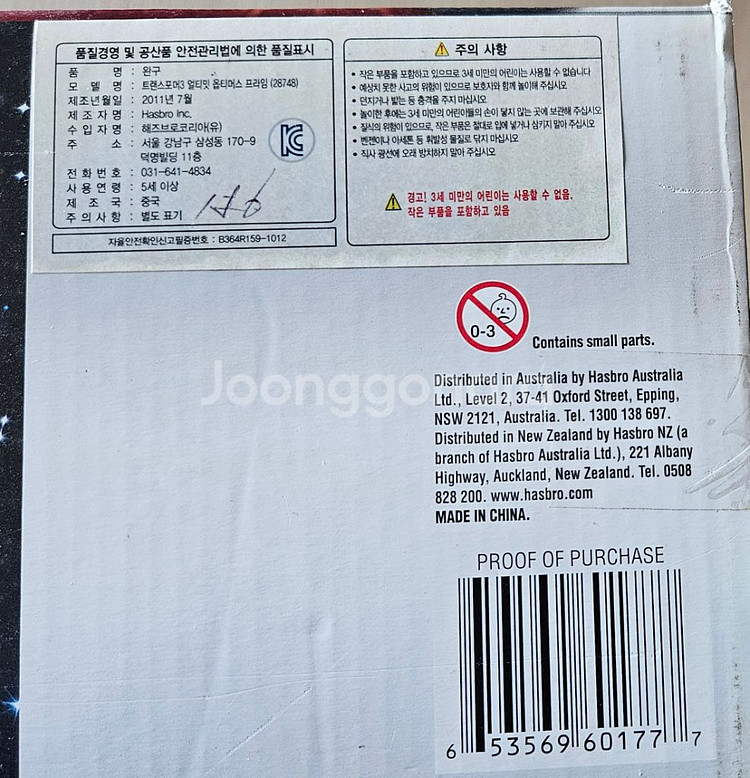 품질경영 및 공산품 안전관리법에 의한 품질표시
품 명 : 완구
모 델 명 : 트랜스포머3 얼티밋 옵티머스 프라임 (28748)
제조년월일 : 2011년 7월
제 조 자 명 : Hasbro Inc.
수 입 자 명 : 해즈브로코리아(유)
주 소 : 서울 강남구 삼성동 170-9
덕명빌딩 11층
전 화 번 호 : 031-641-4834
사 용 연 령 : 5세 이상
제 조 국 : 중국
주 의 사 항 : 별도 표기
자율안전확인신고필증번호 : B364R159-1012
주의 사항
• 작은 부품을 포함하고 있으므로 3세 미만의 어린이는 사용할 수 없습니다
• 예상치 못한 사고의 위험이 있으므로 보호자와 함께 놀이해 주십시오
• 던지거나 밟는 등 충격을 주지 마십시오
• 놀이한 후에는 3세 미만의 어린이들의 손이 닿지 않는 곳에 보관해 주십시오
• 질식의 위험이 있으므로, 작은 부품은 절대로 입에 넣거나 삼키지 말아 주십시오
• 벤젠이나 아세톤 등 휘발성 물질로 닦지 마십시오
• 직사 광선에 오래 방치하지 말아 주십시오
경고! 3세 미만의 어린이는 사용할 수 없음.
작은 부품을 포함하고 있음
0-3
Contains small parts.
Distributed in Australia by Hasbro Australia
Ltd., Level 2, 37-41 Oxford Street, Epping,
NSW 2121, Australia. Tel. 1300 138 697.
Distributed in New Zealand by Hasbro NZ (a
branch of Hasbro Australia Ltd.), 221 Albany
Highway, Auckland, New Zealand. Tel. 0508
828 200. www.hasbro.com
MADE IN CHINA.
PROOF OF PURCHASE
6 53569 60177 7